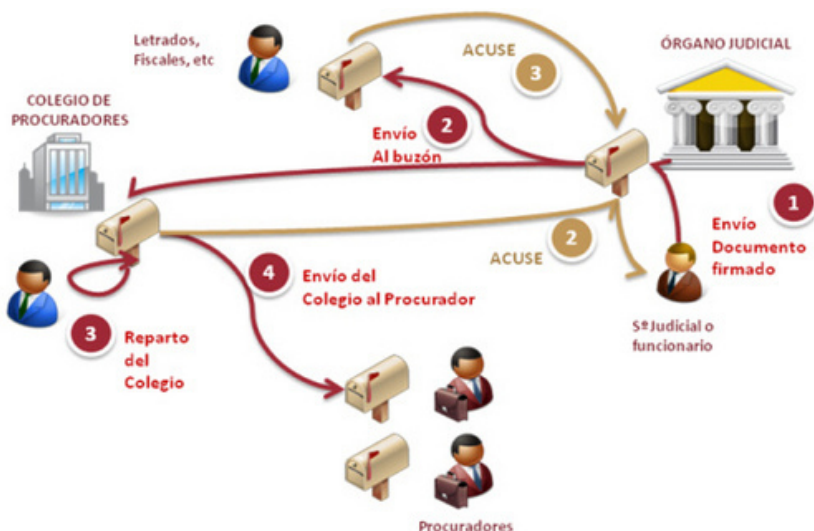 Letrados,
Fiscales, etc
ACUSE
3
ÓRGANO JUDICIAL
COLEGIO DE
PROCURADORES
Envío
2
Al buzón
1
Envío
Documento
firmado
ACUSE
2
4
Envío del
Colegio al Procurador
3
Reparto
del
Colegio
Sº Judicial o
funcionario
Procuradores